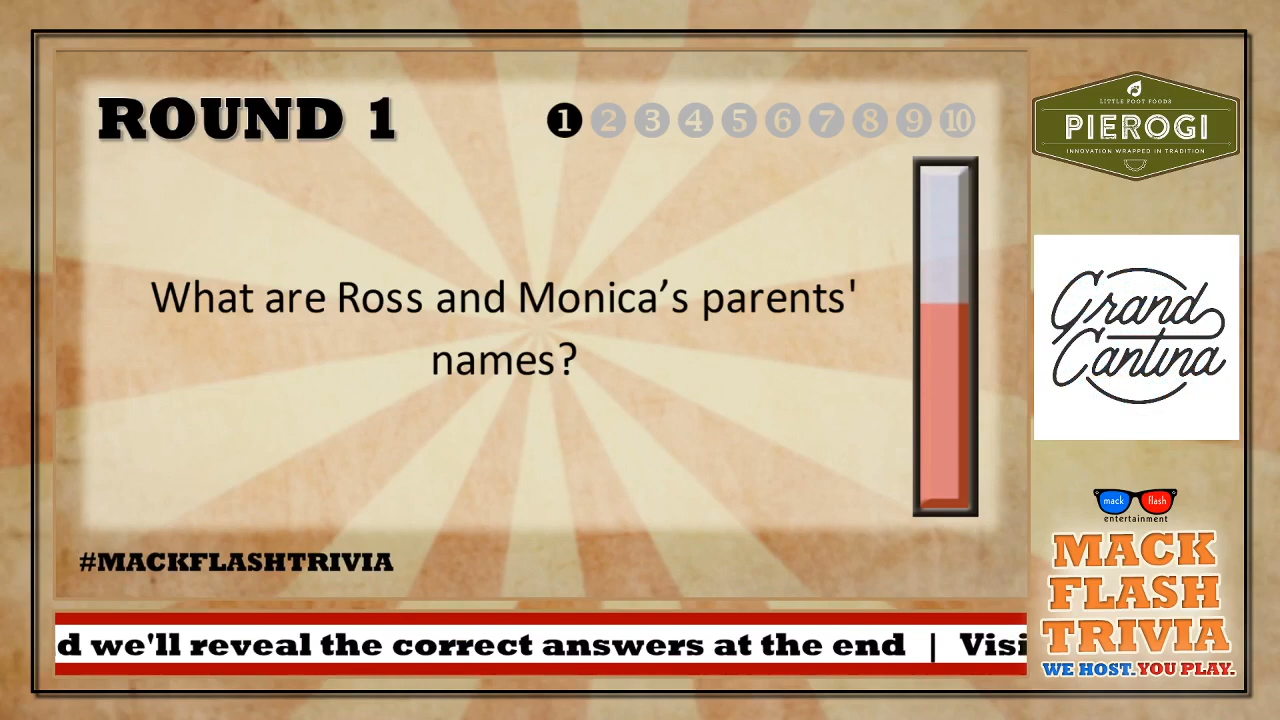 ROUND 1
1 2 3 4 5 6 7 8 9 10
What are Ross and Monica’s parents'
names?
#MACKFLASHTRIVIA
d we'll reveal the correct answers at the end | Visi
LITTLE FOOT FOODS
PIEROGI
INNOVATION WRAPPED IN TRADITION
Grand
Cantina
mack flash
entertainment
MACK
FLASH
TRIVIA
WE HOST. YOU PLAY.